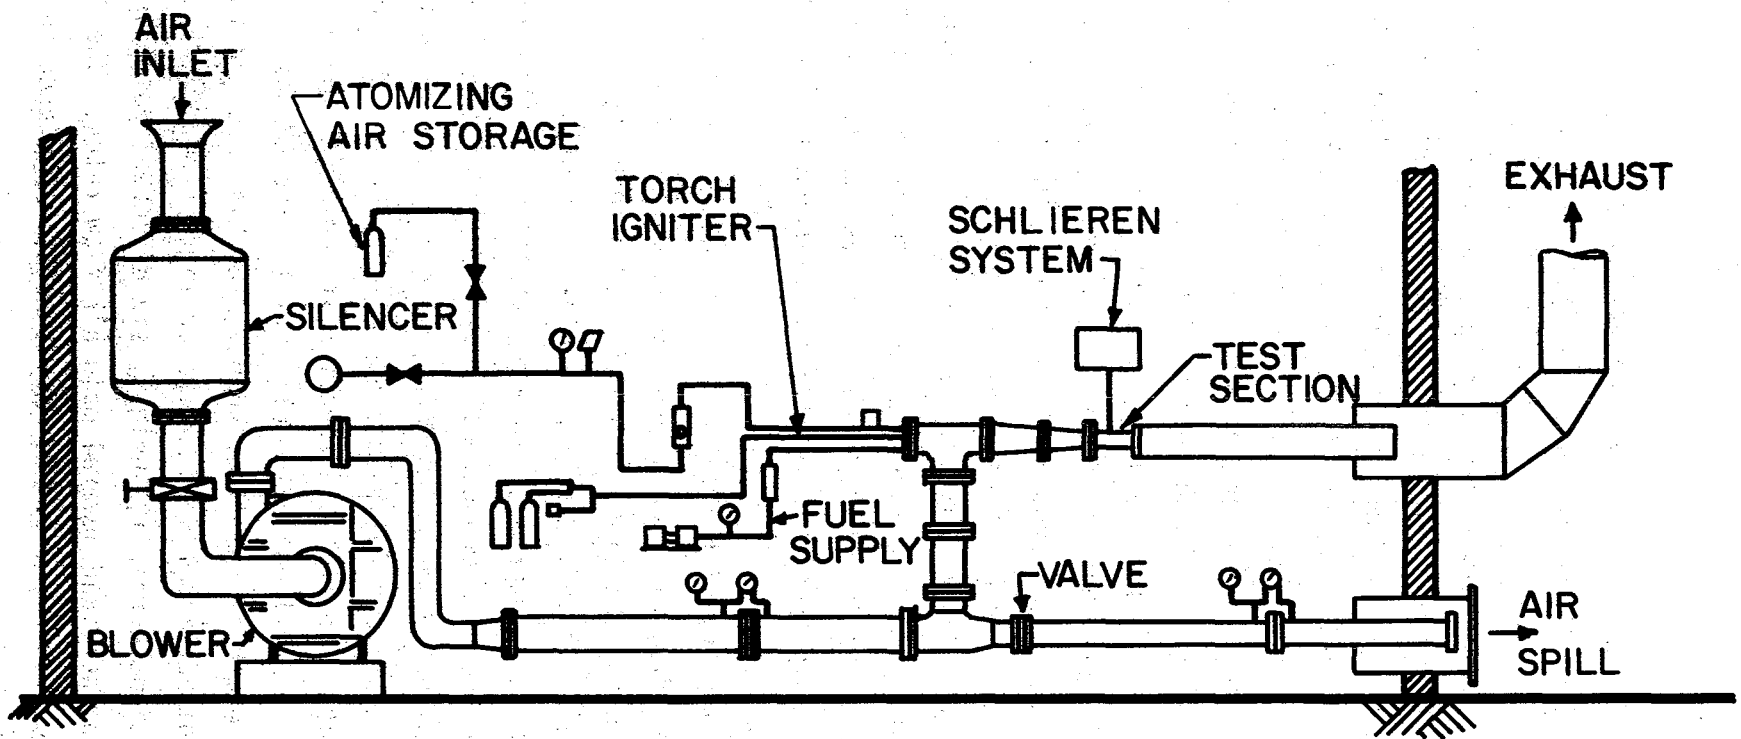 AIR
INLET
ATOMIZING
AIR STORAGE
TORCH
IGNITER
SCHLIEREN
SYSTEM
EXHAUST
SILENCER
TEST
SECTION
FUEL
SUPPLY
VALVE
BLOWER
AIR
SPILL